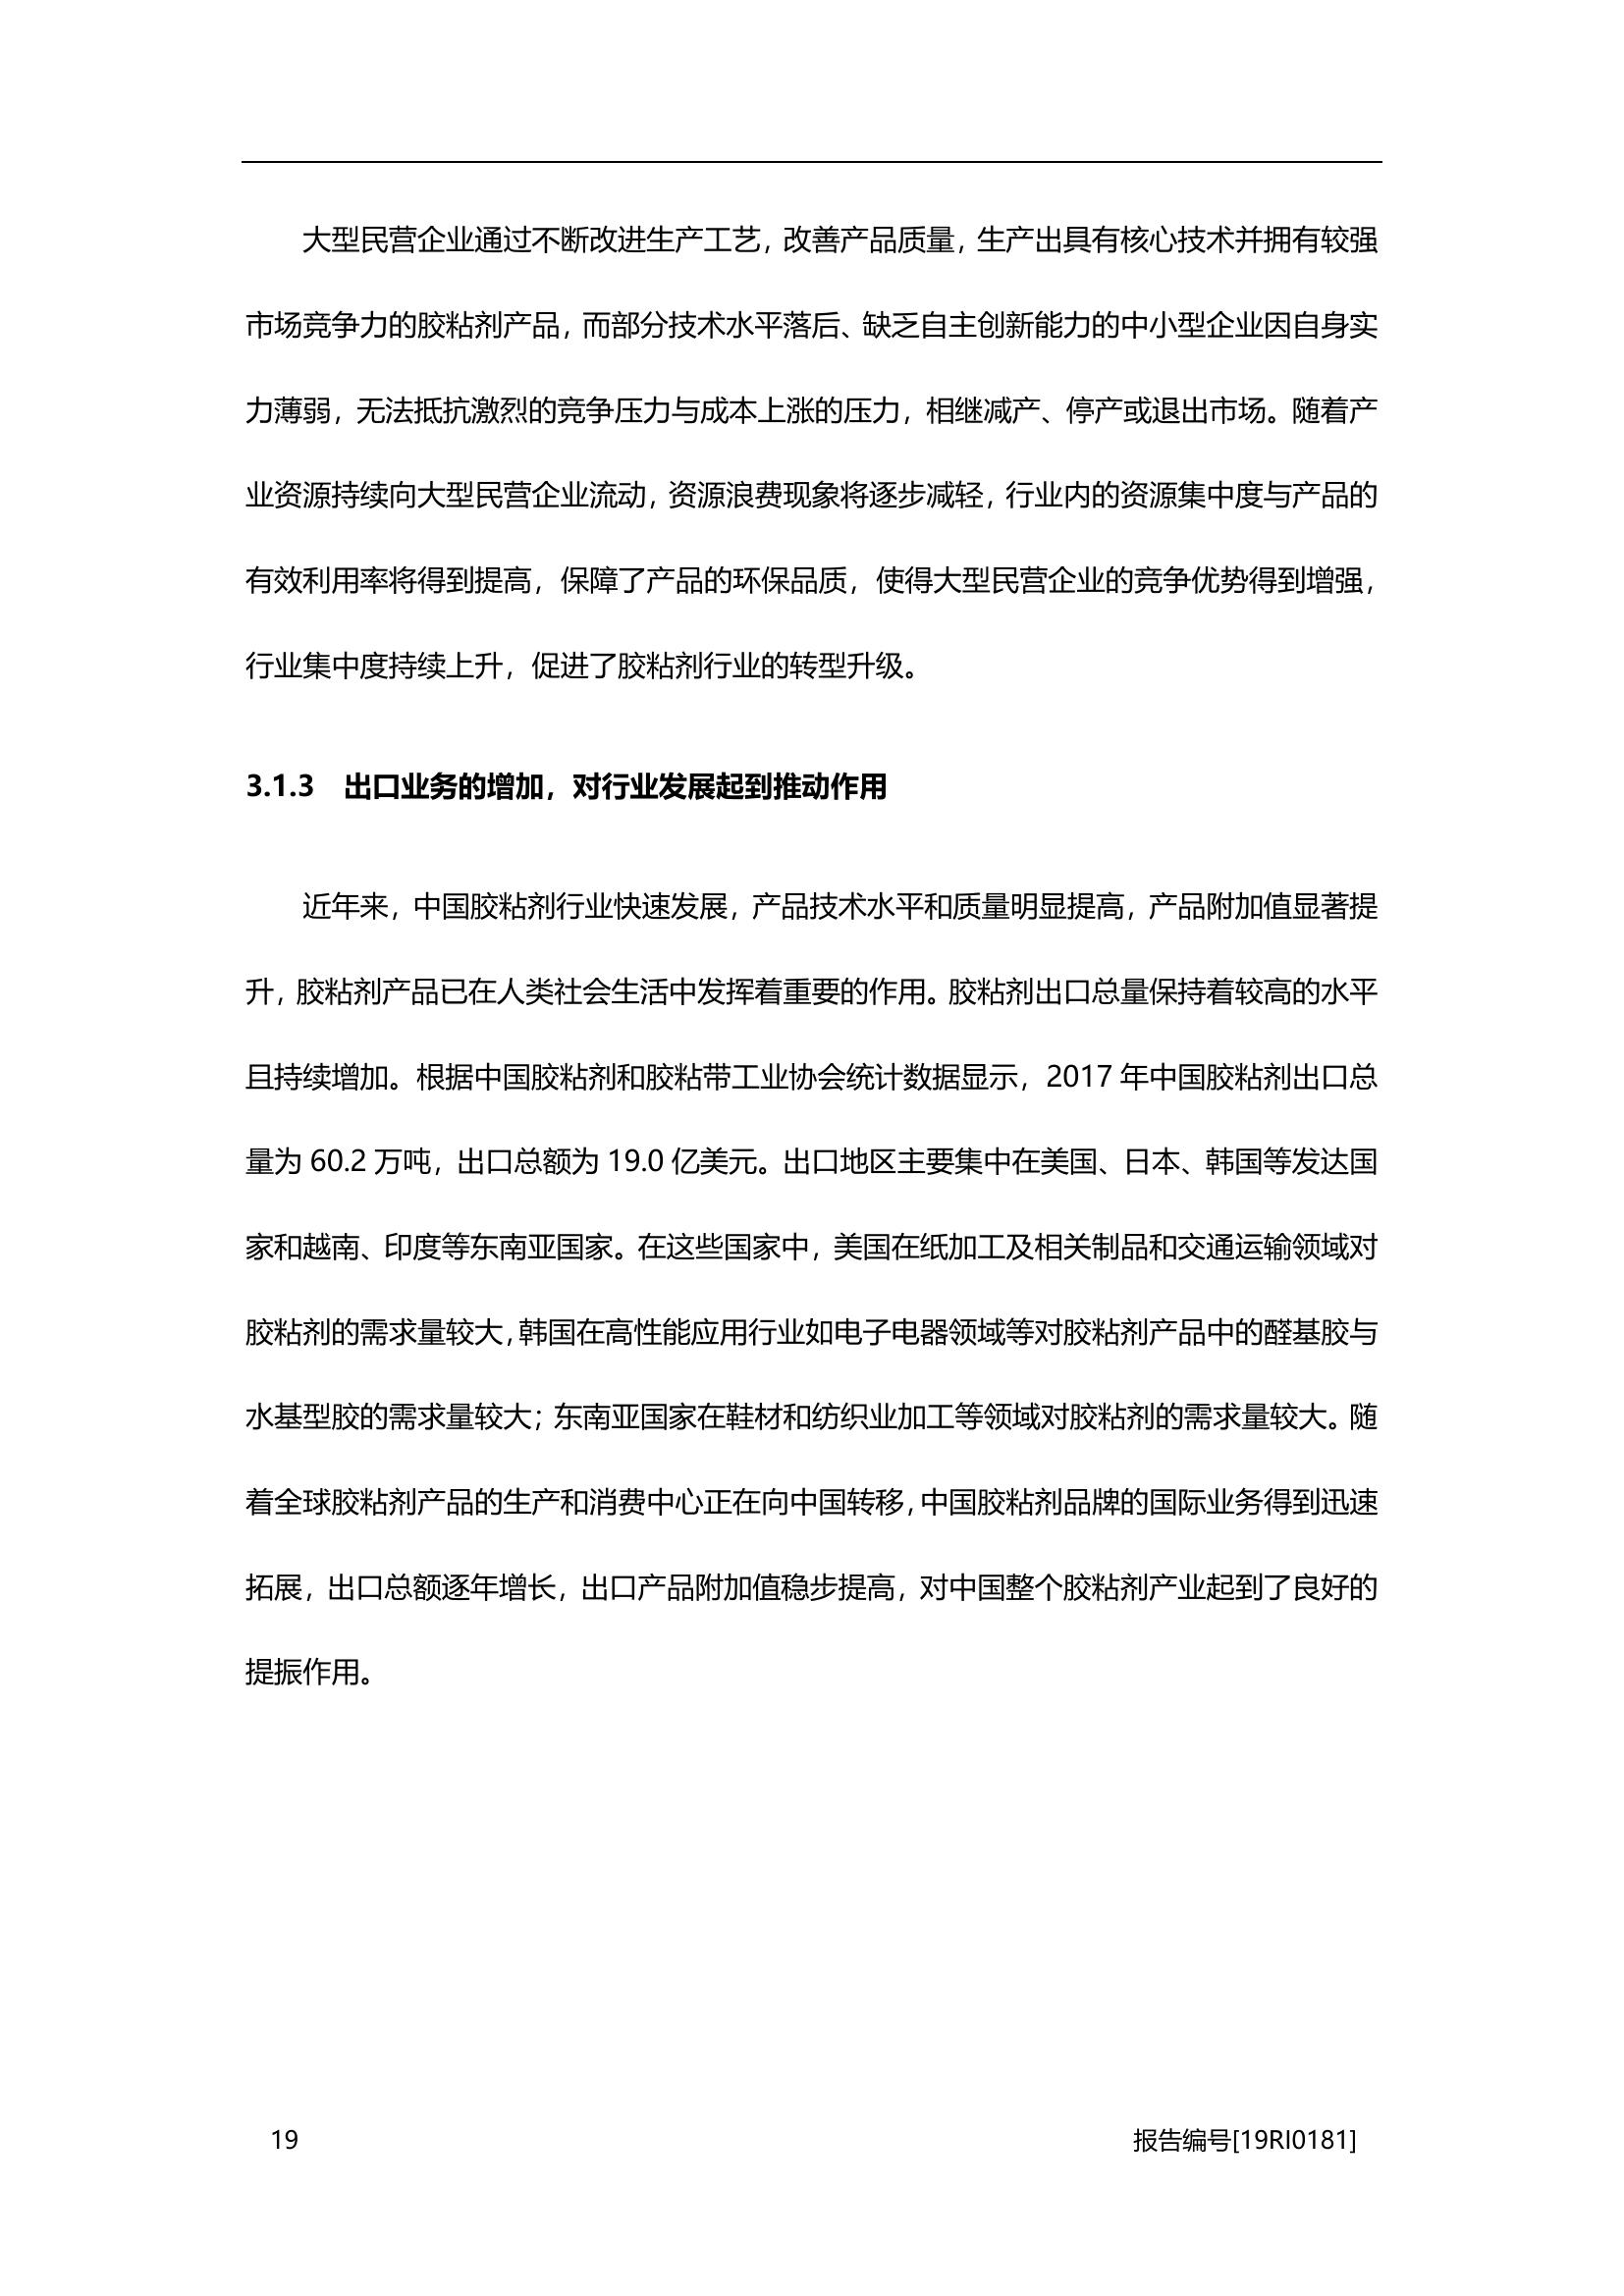 大型民营企业通过不断改进生产工艺，改善产品质量，生产出具有核心技术并拥有较强
市场竞争力的胶粘剂产品，而部分技术水平落后、缺乏自主创新能力的中小型企业因自身实
力薄弱，无法抵抗激烈的竞争压力与成本上涨的压力，相继减产、停产或退出市场。随着产
业资源持续向大型民营企业流动，资源浪费现象将逐步减轻，行业内的资源集中度与产品的
有效利用率将得到提高，保障了产品的环保品质，使得大型民营企业的竞争优势得到增强，
行业集中度持续上升，促进了胶粘剂行业的转型升级。
3.1.3 出口业务的增加，对行业发展起到推动作用
近年来，中国胶粘剂行业快速发展，产品技术水平和质量明显提高，产品附加值显著提
升，胶粘剂产品已在人类社会生活中发挥着重要的作用。胶粘剂出口总量保持着较高的水平
且持续增加。根据中国胶粘剂和胶粘带工业协会统计数据显示，2017 年中国胶粘剂出口总
量为 60.2 万吨，出口总额为 19.0 亿美元。出口地区主要集中在美国、日本、韩国等发达国
家和越南、印度等东南亚国家。在这些国家中，美国在纸加工及相关制品和交通运输领域对
胶粘剂的需求量较大，韩国在高性能应用行业如电子电器领域等对胶粘剂产品中的醛基胶与
水基型胶的需求量较大；东南亚国家在鞋材和纺织业加工等领域对胶粘剂的需求量较大。随
着全球胶粘剂产品的生产和消费中心正在向中国转移，中国胶粘剂品牌的国际业务得到迅速
拓展，出口总额逐年增长，出口产品附加值稳步提高，对中国整个胶粘剂产业起到了良好的
提振作用。
19 报告编号[19RI0181]